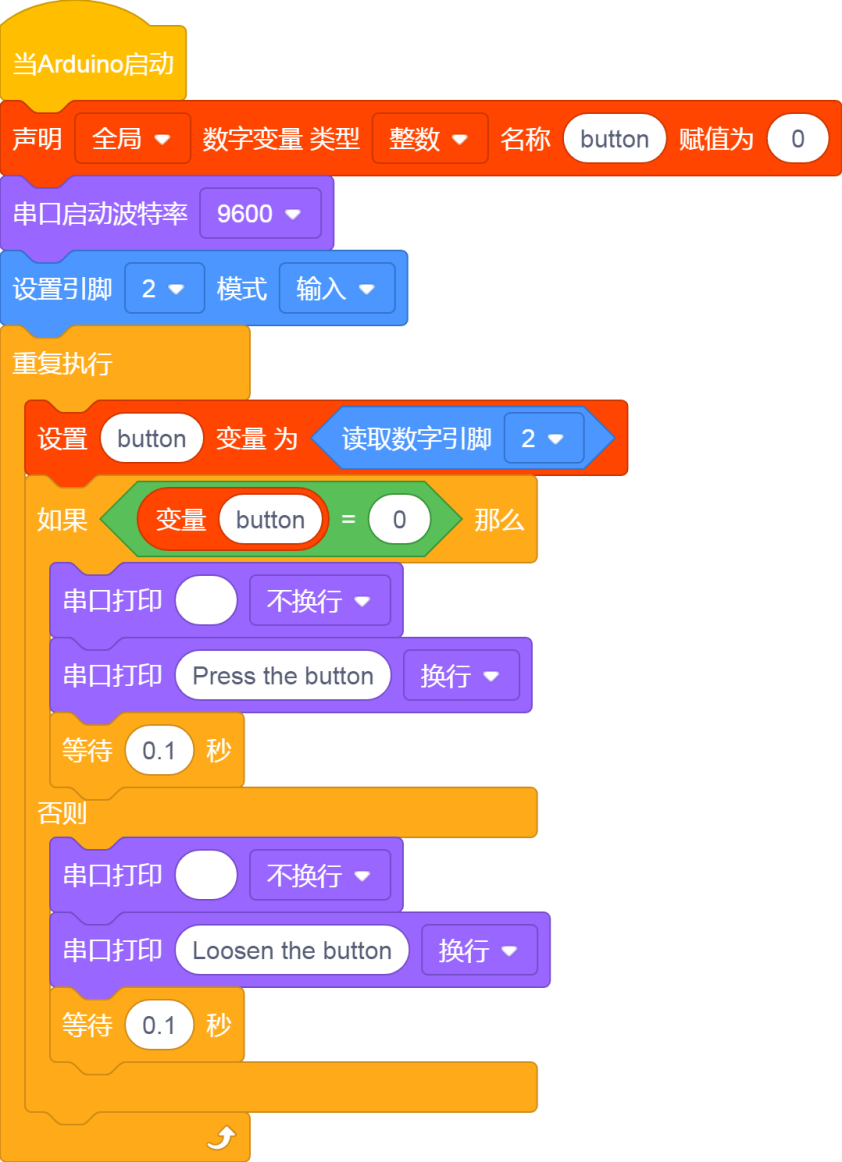 当Arduino启动
声明 全局 数字变量 类型 整数 名称 button 赋值为 0
串口启动波特率 9600
设置引脚 2 模式 输入
重复执行
设置 button 变量 为 读取数字引脚 2
如果 变量 button = 0 那么
串口打印 不换行
串口打印 Press the button 换行
等待 0.1 秒
否则
串口打印 不换行
串口打印 Loosen the button 换行
等待 0.1 秒